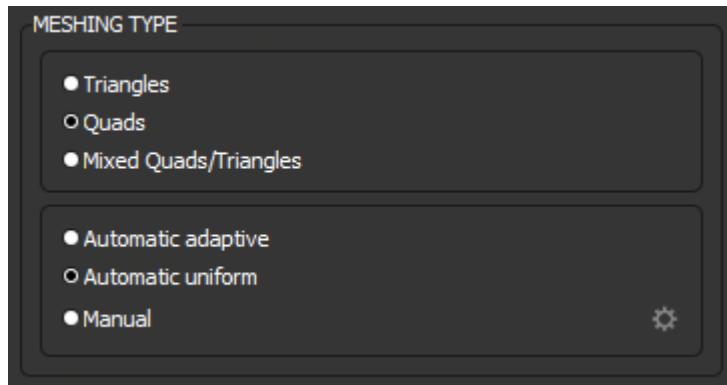 MESHING TYPE
Triangles
Quads
Mixed Quads/Triangles
Automatic adaptive
Automatic uniform
Manual